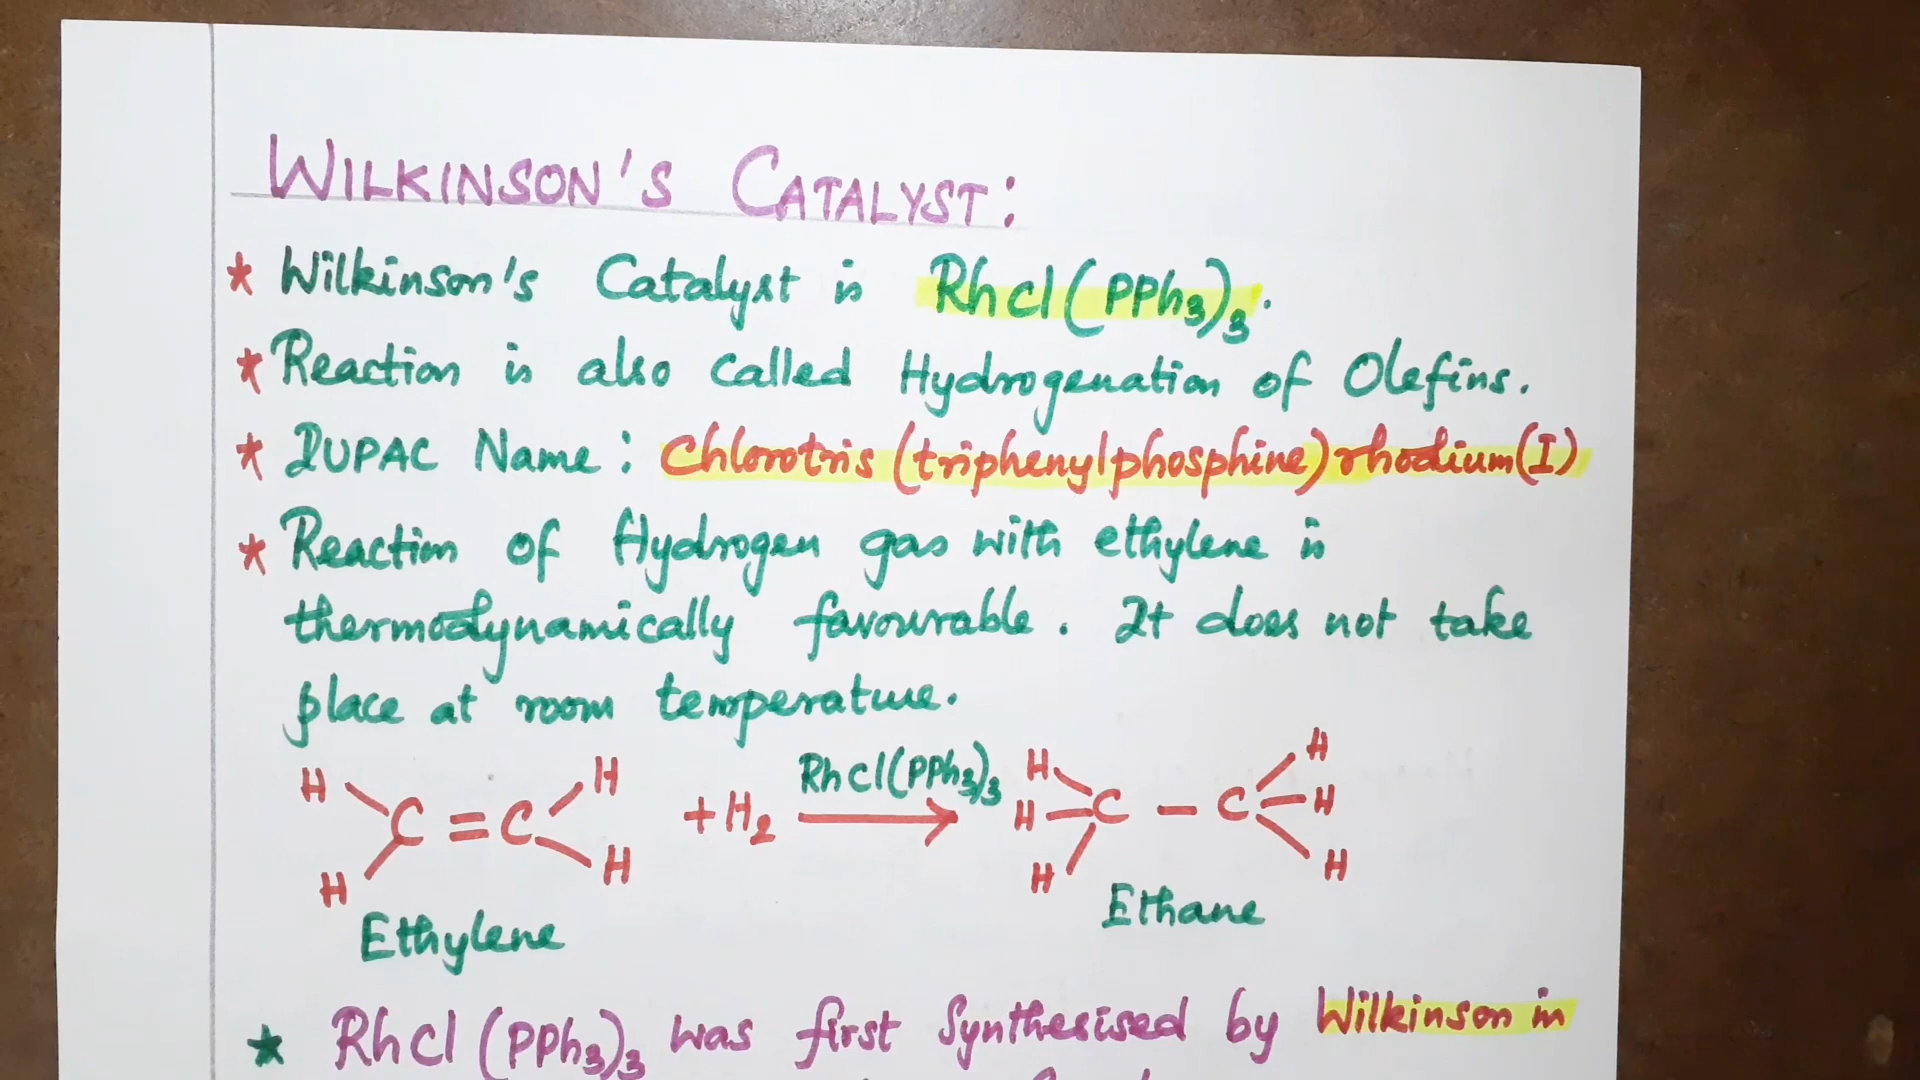 WILKINSON'S CATALYST:
* Wilkinson's Catalyst is RhCl(PPh₃)₃.
* Reaction is also called Hydrogenation of Olefins.
* IUPAC Name: Chlorotris (triphenylphosphine) rhodium(I)
* Reaction of Hydrogen gas with ethylene is
thermodynamically favourable. It does not take
place at room temperature.
H H RhCl(PPh₃)₃ H H
C = C + H₂ → H C – C H
H H H H
Ethylene Ethane
* RhCl(PPh₃)₃ was first Synthesised by Wilkinson in